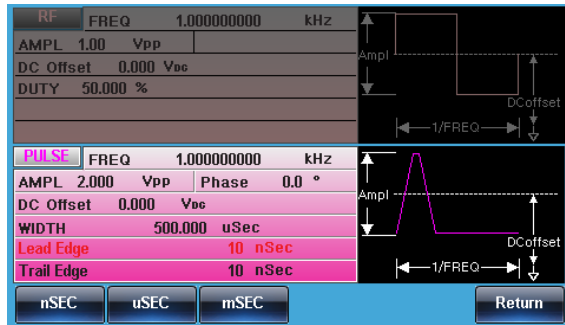 RF FREQ 1.000000000 kHz
AMPL 1.00 Vpp
DC Offset 0.000 VDC
DUTY 50.000 %
Ampl
DCoffset
1/FREQ
PULSE FREQ 1.000000000 kHz
AMPL 2.000 Vpp Phase 0.0 °
DC Offset 0.000 VDC
WIDTH 500.000 uSec
Lead Edge 10 nSec
Trail Edge 10 nSec
Ampl
DCoffset
1/FREQ
nSEC uSEC mSEC Return